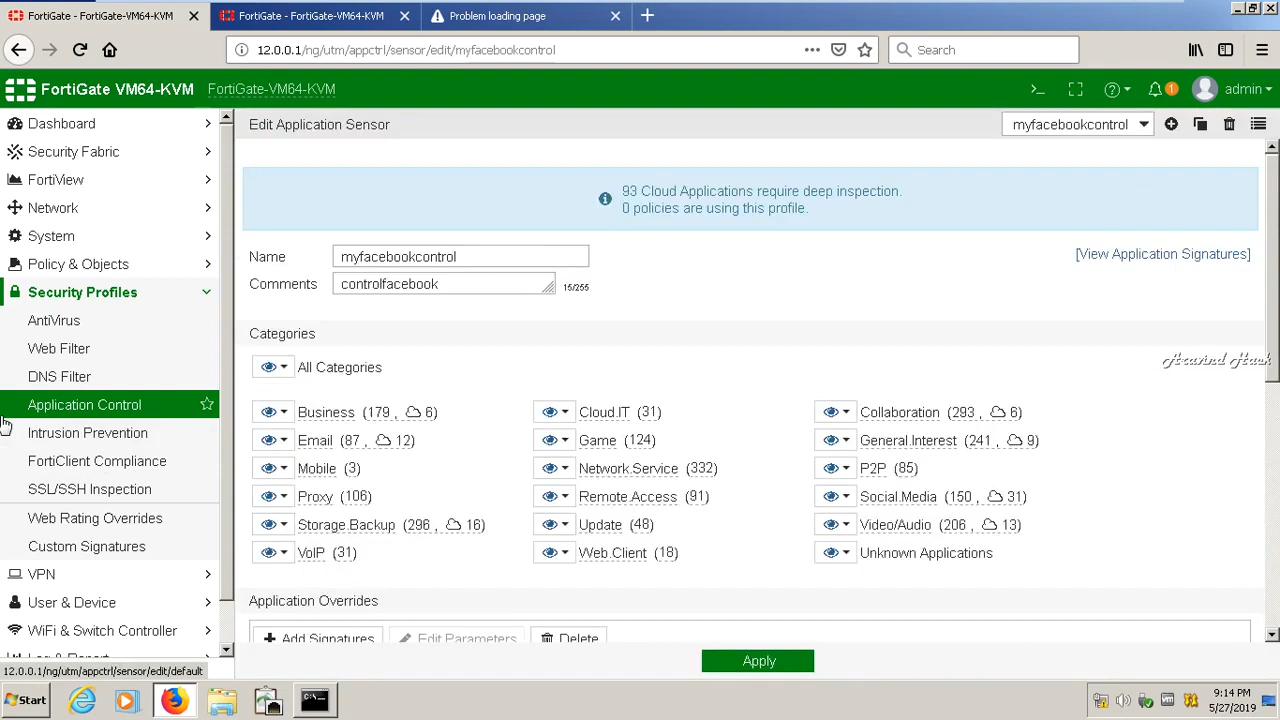 FortiGate - FortiGate-VM64-KVM
FortiGate - FortiGate-VM64-KVM
Problem loading page
12.0.0.1/ng/utm/appctrl/sensor/edit/myfacebookcontrol
Search
FortiGate VM64-KVM
FortiGate-VM64-KVM
1
admin
Dashboard
Security Fabric
FortiView
Network
System
Policy & Objects
Security Profiles
AntiVirus
Web Filter
DNS Filter
Application Control
Intrusion Prevention
FortiClient Compliance
SSL/SSH Inspection
Web Rating Overrides
Custom Signatures
VPN
User & Device
WiFi & Switch Controller
Log & Report
12.0.0.1/ng/utm/appctrl/sensor/edit/default
Edit Application Sensor
myfacebookcontrol
93 Cloud Applications require deep inspection.
0 policies are using this profile.
Name myfacebookcontrol
[View Application Signatures]
Comments controlfacebook 15/255
Categories
Aravind Hack
All Categories
Business (179, 6) Cloud.IT (31) Collaboration (293, 6)
Email (87, 12) Game (124) General.Interest (241, 9)
Mobile (3) Network.Service (332) P2P (85)
Proxy (106) Remote.Access (91) Social.Media (150, 31)
Storage.Backup (296, 16) Update (48) Video/Audio (206, 13)
VoIP (31) Web.Client (18) Unknown Applications
Application Overrides
Add Signatures Edit Parameters Delete
Apply
Start
9:14 PM
5/27/2019